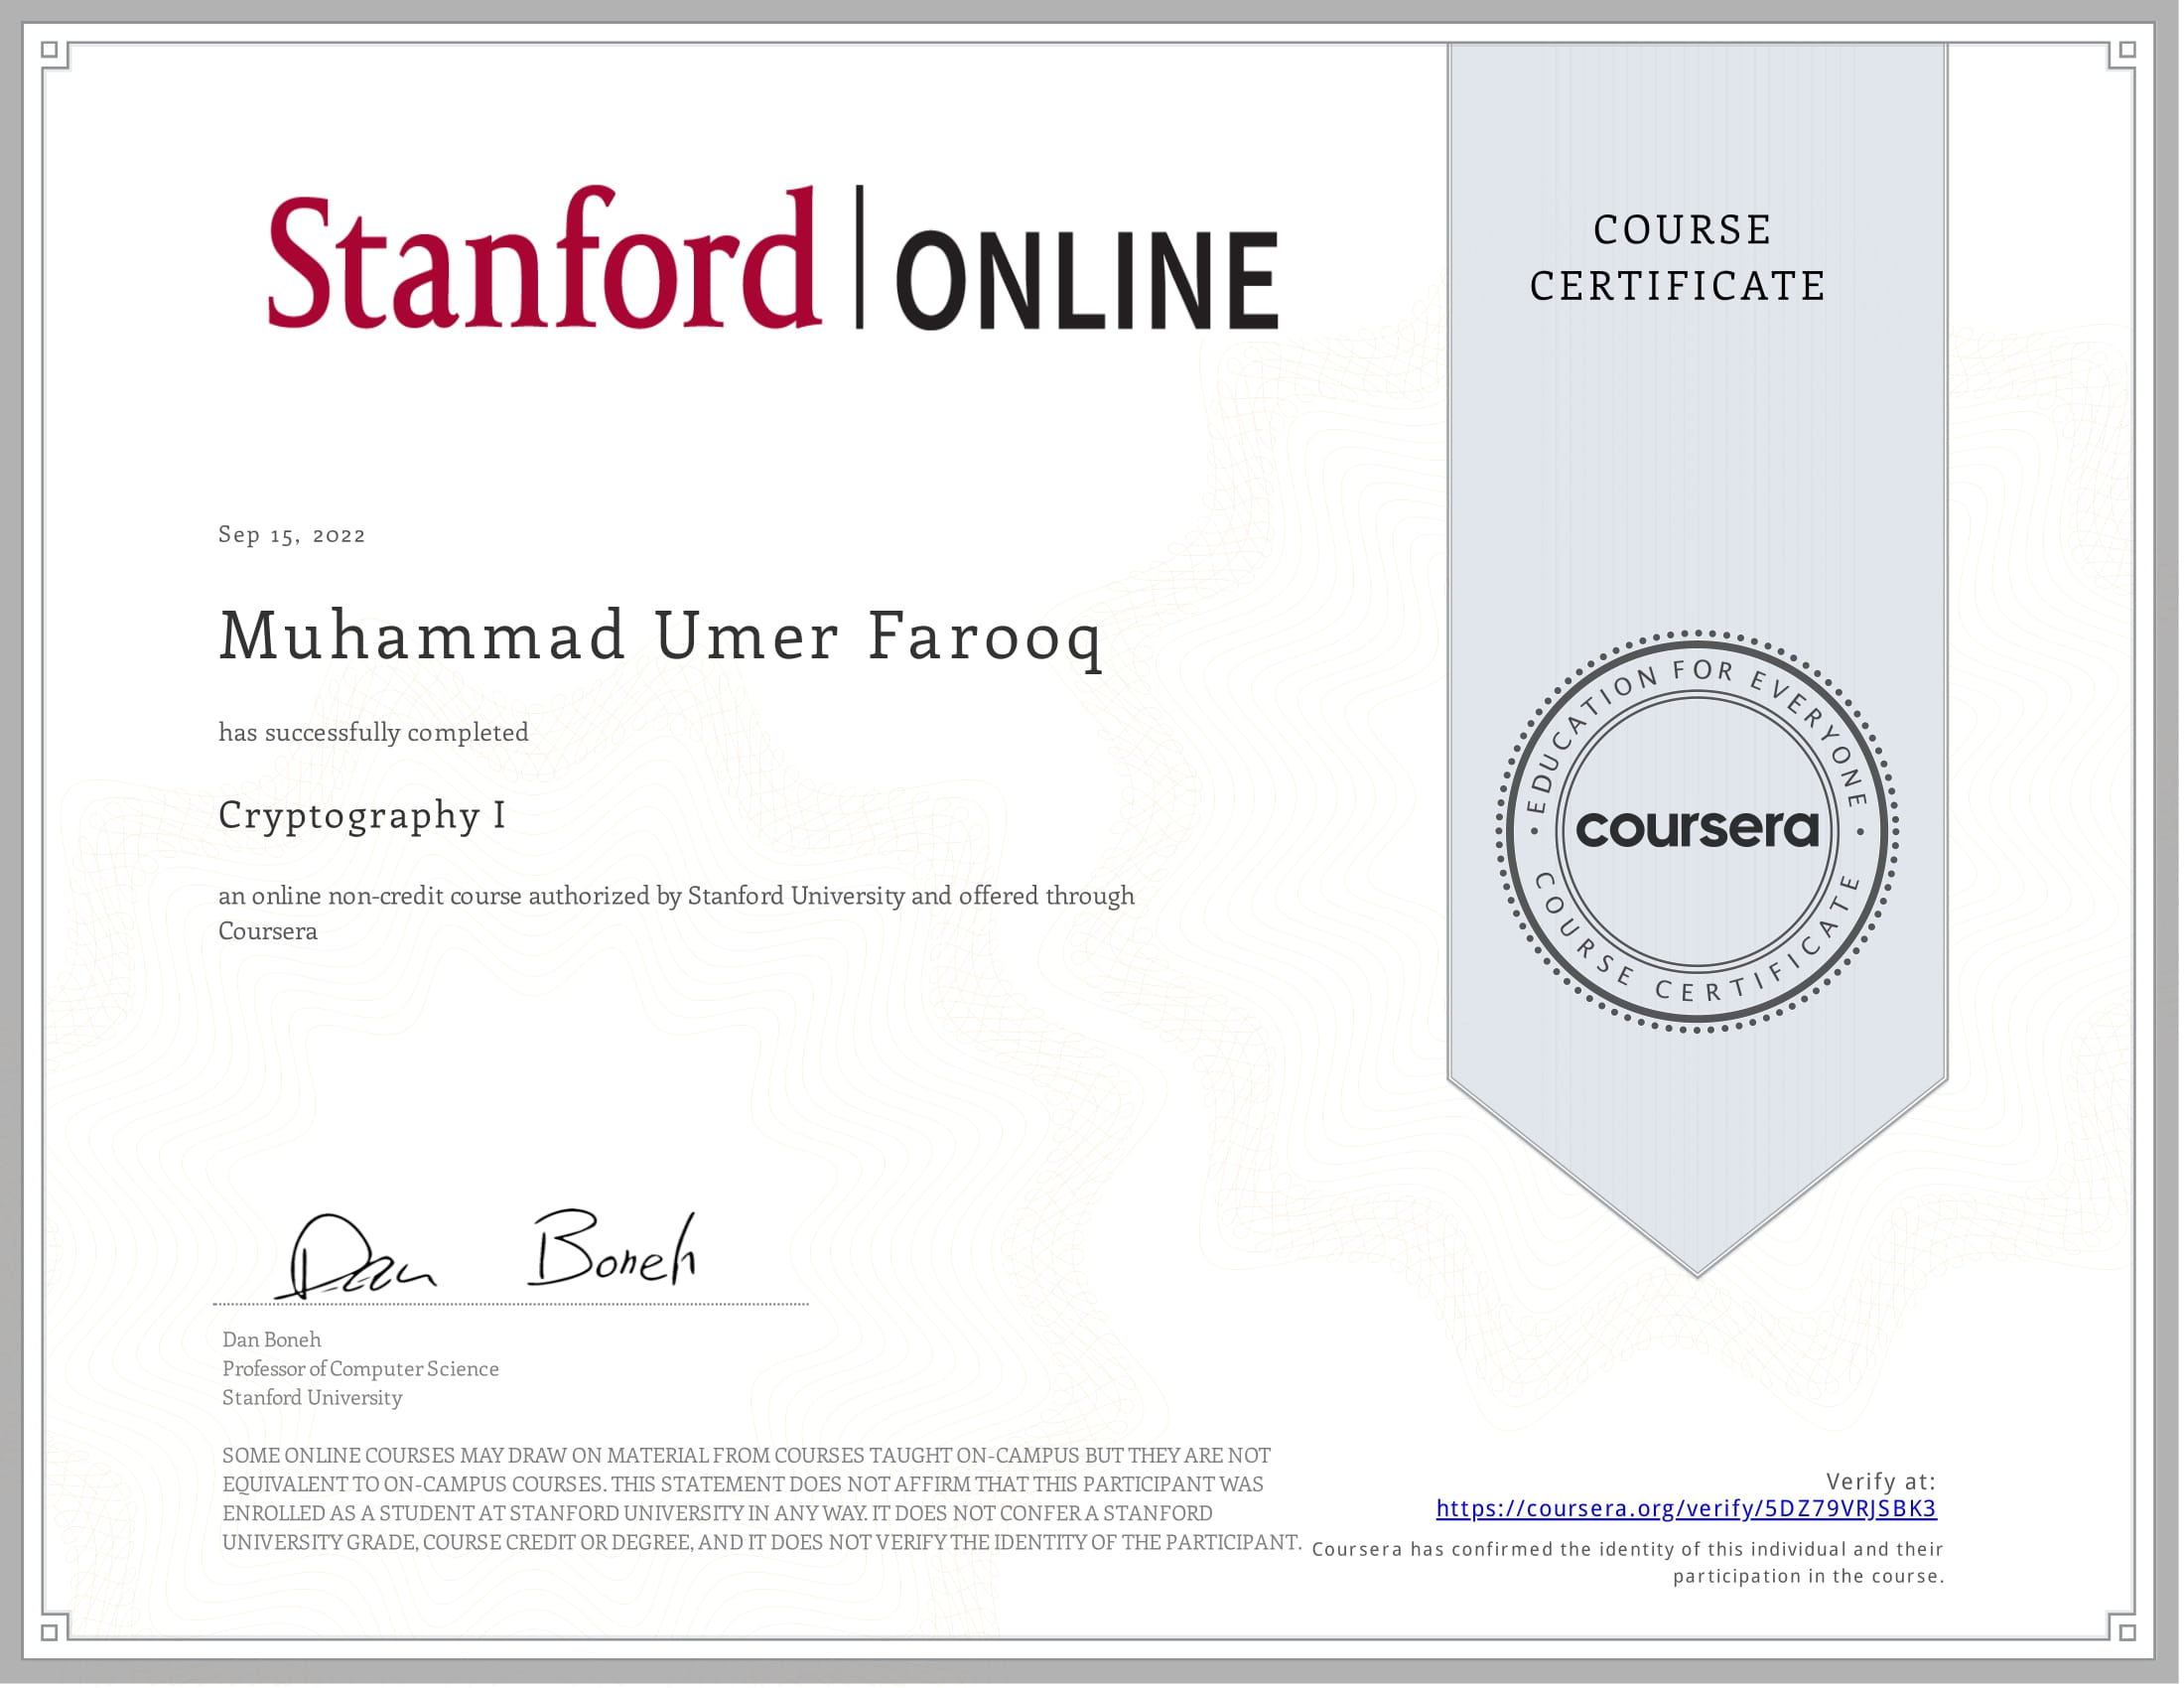 Stanford | ONLINE
COURSE
CERTIFICATE
Sep 15, 2022
Muhammad Umer Farooq
has successfully completed
Cryptography I
an online non-credit course authorized by Stanford University and offered through
Coursera
EDUCATION FOR EVERYONE
coursera
COURSE CERTIFICATE
Dan Boneh
Dan Boneh
Professor of Computer Science
Stanford University
SOME ONLINE COURSES MAY DRAW ON MATERIAL FROM COURSES TAUGHT ON-CAMPUS BUT THEY ARE NOT
EQUIVALENT TO ON-CAMPUS COURSES. THIS STATEMENT DOES NOT AFFIRM THAT THIS PARTICIPANT WAS
ENROLLED AS A STUDENT AT STANFORD UNIVERSITY IN ANY WAY. IT DOES NOT CONFER A STANFORD
UNIVERSITY GRADE, COURSE CREDIT OR DEGREE, AND IT DOES NOT VERIFY THE IDENTITY OF THE PARTICIPANT.
Verify at:
https://coursera.org/verify/5DZ79VRJSBK3
Coursera has confirmed the identity of this individual and their
participation in the course.